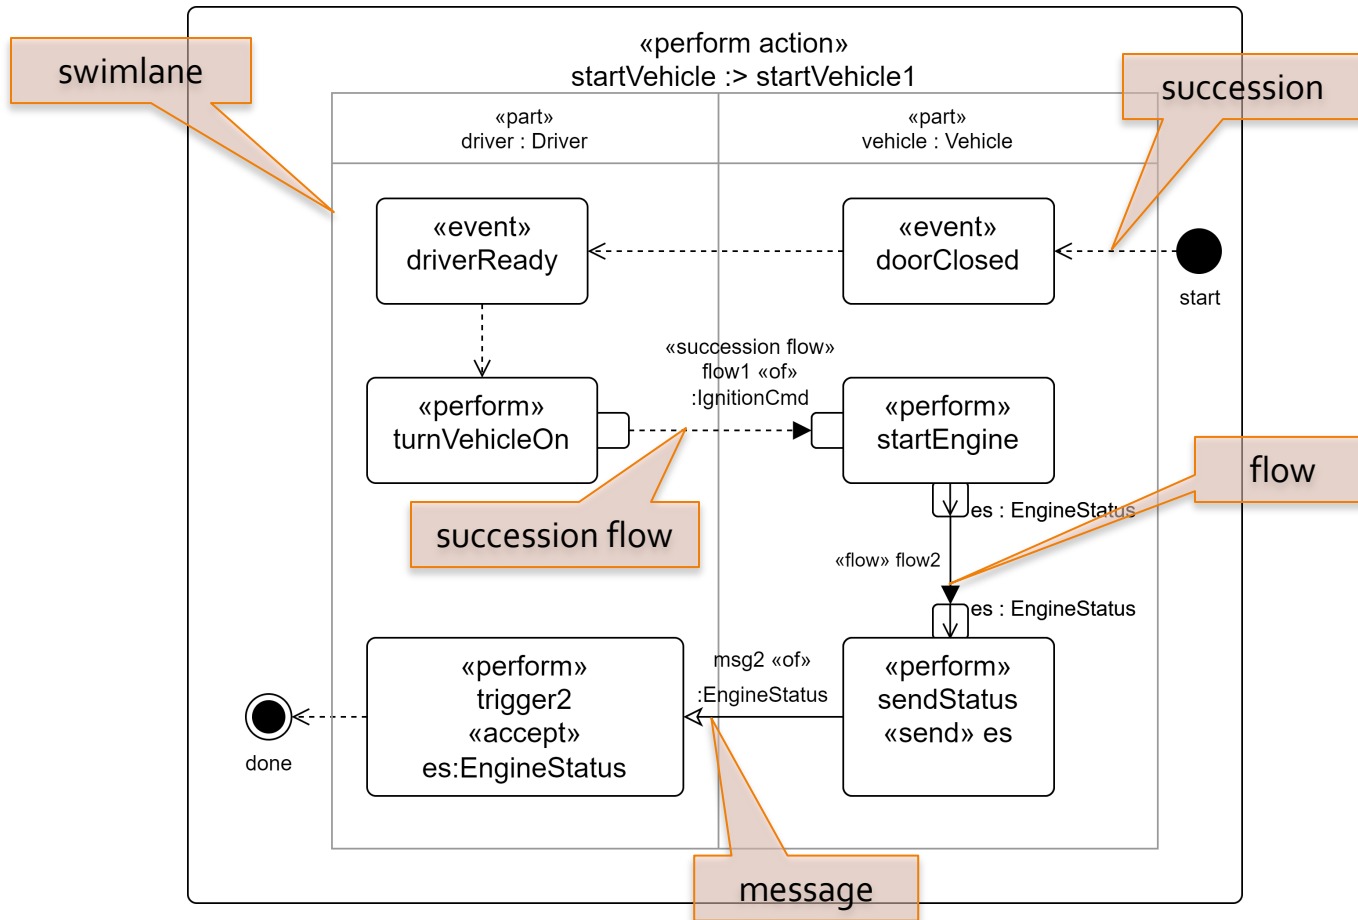 «perform action»
startVehicle :> startVehicle1
swimlane
succession
«part»
driver : Driver
«part»
vehicle : Vehicle
«event»
driverReady
«event»
doorClosed
start
«succession flow»
flow1 «of»
:IgnitionCmd
«perform»
turnVehicleOn
«perform»
startEngine
flow
succession flow
es : EngineStatus
«flow» flow2
es : EngineStatus
«perform»
trigger2
«accept»
es:EngineStatus
msg2 «of»
:EngineStatus
«perform»
sendStatus
«send» es
done
message